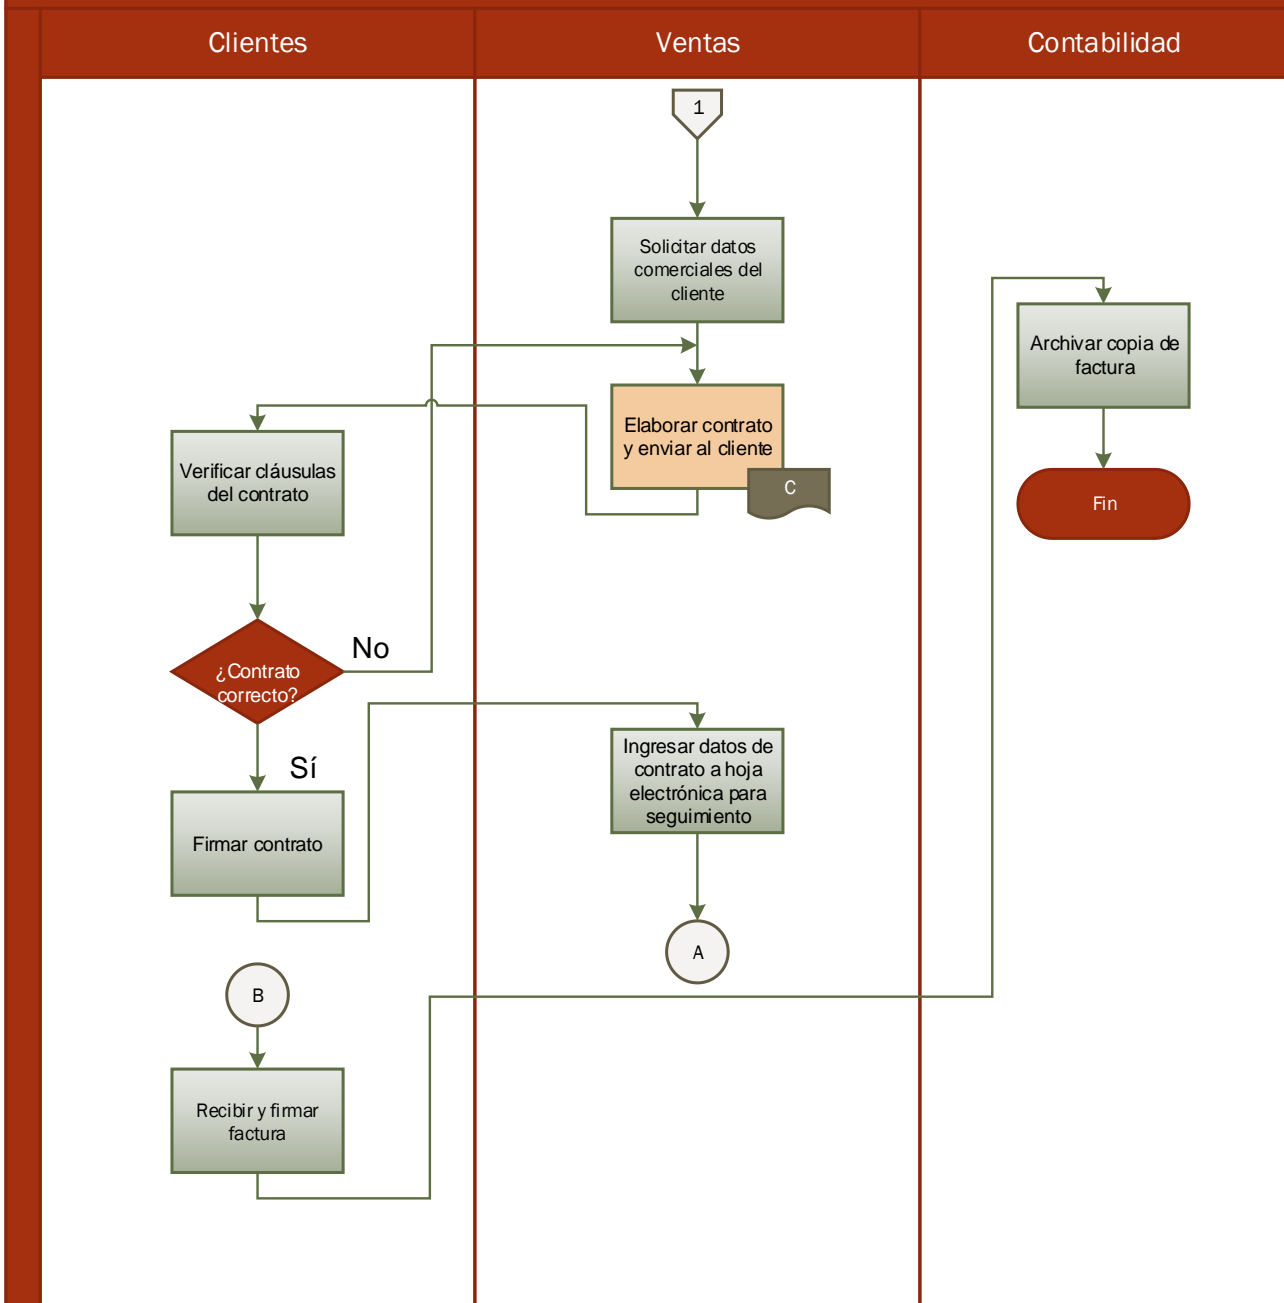 Clientes
Ventas
Contabilidad
1
Solicitar datos
comerciales del
cliente
Archivar copia de
factura
Elaborar contrato
y enviar al cliente
C
Verificar cláusulas
del contrato
Fin
No
¿Contrato
correcto?
Sí
Ingresar datos de
contrato a hoja
electrónica para
seguimiento
Firmar contrato
A
B
Recibir y firmar
factura